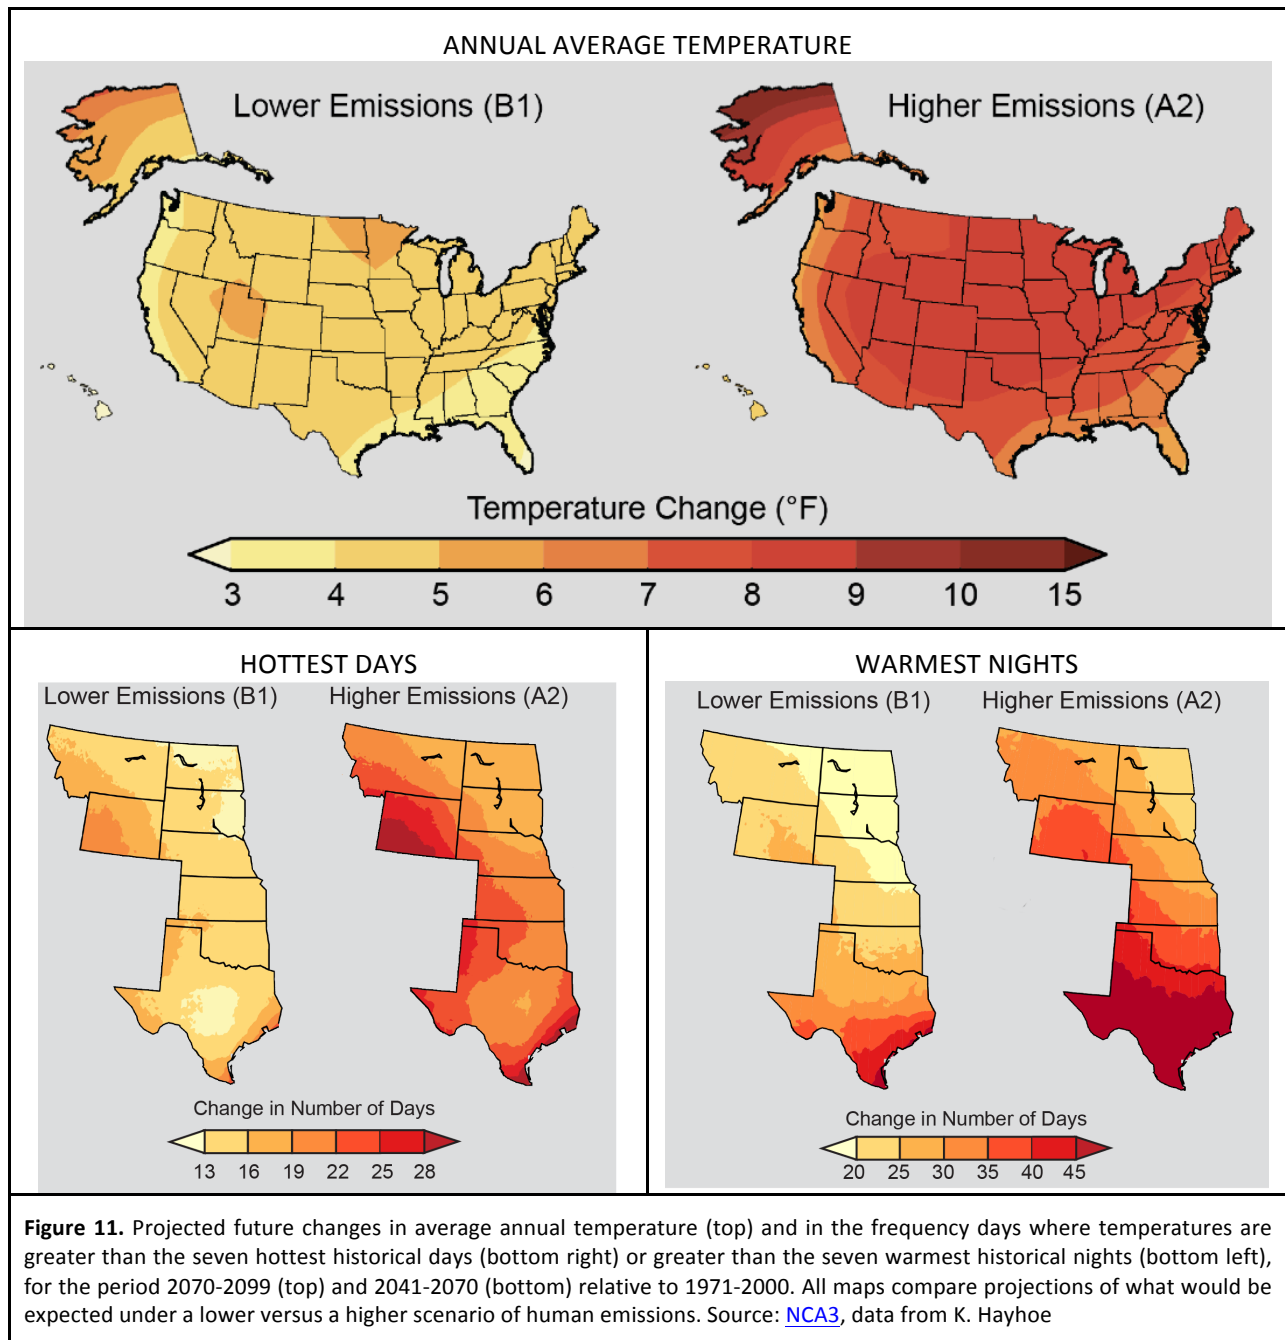 ANNUAL AVERAGE TEMPERATURE
Lower Emissions (B1)
Higher Emissions (A2)
Temperature Change (°F)
3 4 5 6 7 8 9 10 15
HOTTEST DAYS
Lower Emissions (B1)
Higher Emissions (A2)
Change in Number of Days
13 16 19 22 25 28
WARMEST NIGHTS
Lower Emissions (B1)
Higher Emissions (A2)
Change in Number of Days
20 25 30 35 40 45
Figure 11. Projected future changes in average annual temperature (top) and in the frequency days where temperatures are
greater than the seven hottest historical days (bottom right) or greater than the seven warmest historical nights (bottom left),
for the period 2070-2099 (top) and 2041-2070 (bottom) relative to 1971-2000. All maps compare projections of what would be
expected under a lower versus a higher scenario of human emissions. Source: NCA3, data from K. Hayhoe